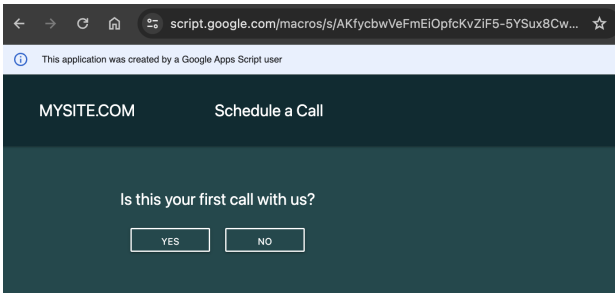 script.google.com/macros/s/AKfycbwVeFmEiOpfcKvZiF5-5YSux8Cw...
This application was created by a Google Apps Script user
MYSITE.COM Schedule a Call
Is this your first call with us?
YES NO